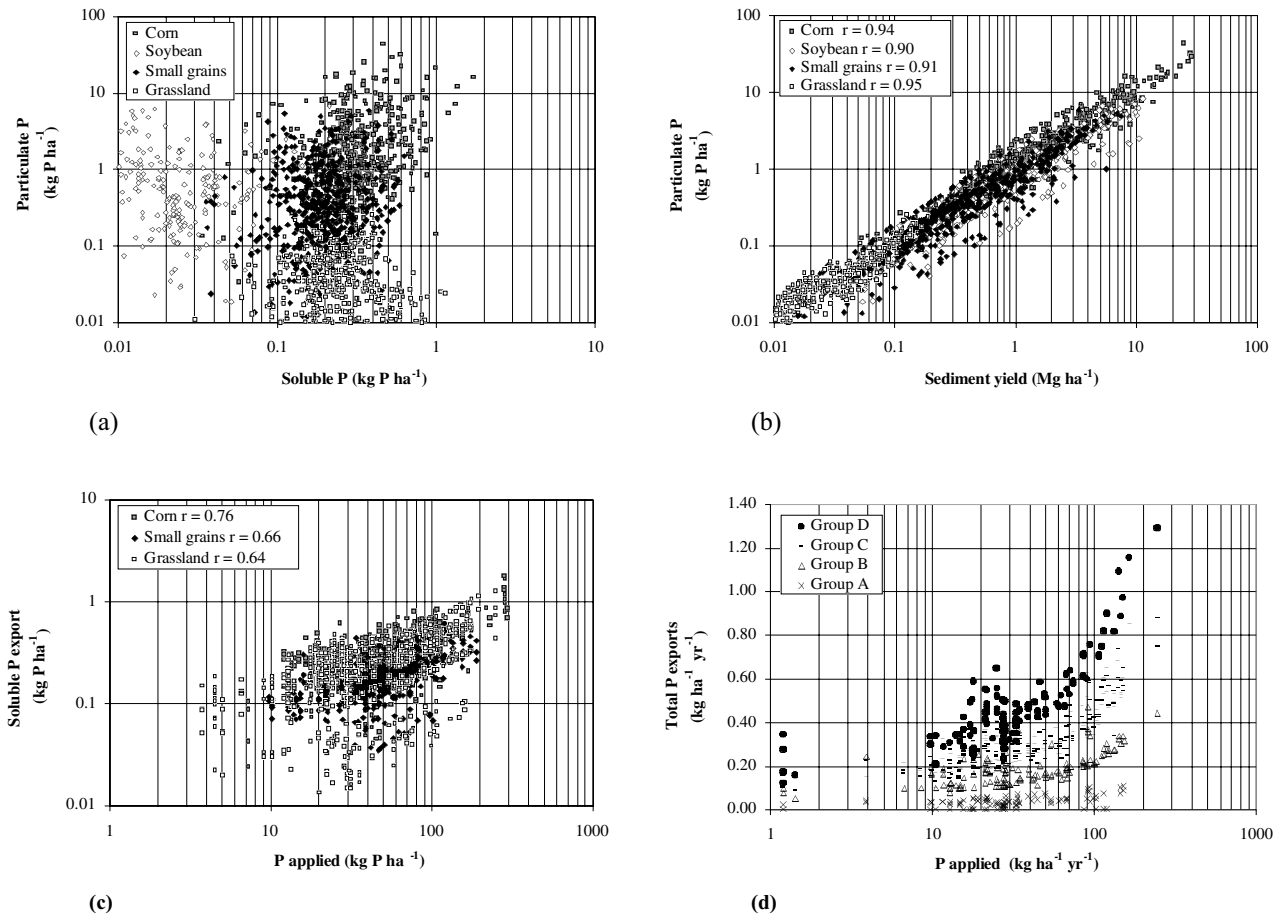 100
10
1
0.1
0.01
0.01
0.1
1
10
Particulate P
(kg P ha⁻¹)
Soluble P (kg P ha⁻¹)
Corn
Soybean
Small grains
Grassland
(a)
100
10
1
0.1
0.01
0.01
0.1
1
10
100
Particulate P
(kg P ha⁻¹)
Sediment yield (Mg ha⁻¹)
Corn r = 0.94
Soybean r = 0.90
Small grains r = 0.91
Grassland r = 0.95
(b)
10
1
0.1
0.01
1
10
100
1000
Soluble P export
(kg P ha⁻¹)
P applied (kg P ha⁻¹)
Corn r = 0.76
Small grains r = 0.66
Grassland r = 0.64
(c)
1.40
1.20
1.00
0.80
0.60
0.40
0.20
0.00
1
10
100
1000
Total P exports
(kg ha⁻¹ yr⁻¹)
P applied (kg ha⁻¹ yr⁻¹)
Group D
Group C
Group B
Group A
(d)